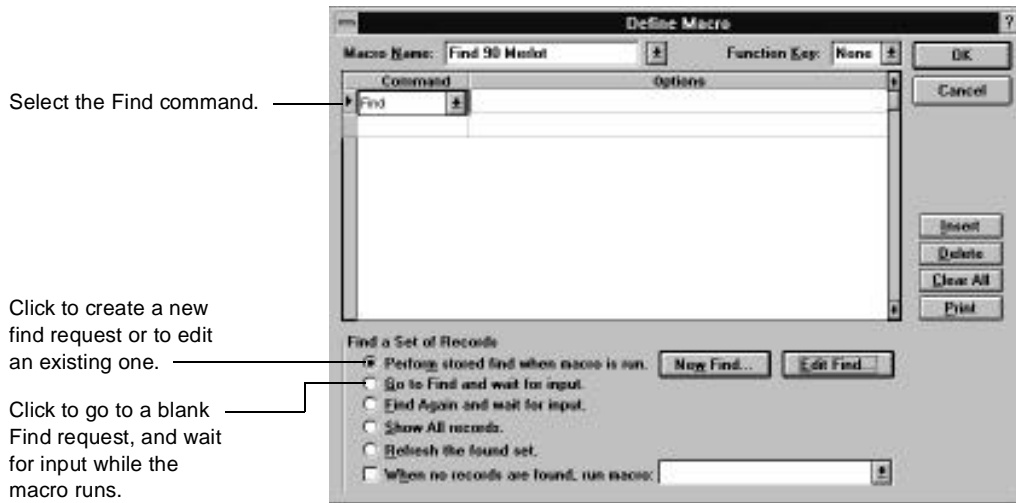 Define Macro
?
Macro Name: Find 90 Merlot
Function Key: None
OK
Cancel
Command
Options
Select the Find command.
Find
Insert
Delete
Clear All
Print
Click to create a new
find request or to edit
an existing one.
Find a Set of Records
Perform stored find when macro is run.
New Find...
Edit Find...
Go to Find and wait for input.
Find Again and wait for input.
Show All records.
Refresh the found set.
When no records are found, run macro:
Click to go to a blank
Find request, and wait
for input while the
macro runs.